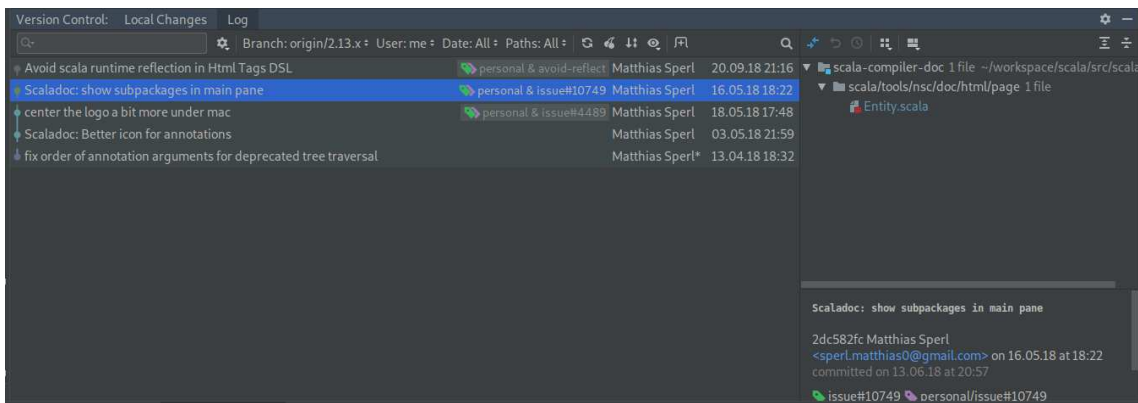 Version Control: Local Changes Log
Branch: origin/2.13.x User: me Date: All Paths: All
Avoid scala runtime reflection in Html Tags DSL personal & avoid-reflect Matthias Sperl 20.09.18 21:16
Scaladoc: show subpackages in main pane personal & issue#10749 Matthias Sperl 16.05.18 18:22
center the logo a bit more under mac personal & issue#4489 Matthias Sperl 18.05.18 17:48
Scaladoc: Better icon for annotations Matthias Sperl 03.05.18 21:59
fix order of annotation arguments for deprecated tree traversal Matthias Sperl* 13.04.18 18:32
scala-compiler-doc 1 file ~/workspace/scala/src/scala
scala/tools/nsc/doc/html/page 1 file
Entity.scala
Scaladoc: show subpackages in main pane
2dc582fc Matthias Sperl
<sperl.matthias0@gmail.com> on 16.05.18 at 18:22
committed on 13.06.18 at 20:57
issue#10749 personal/issue#10749